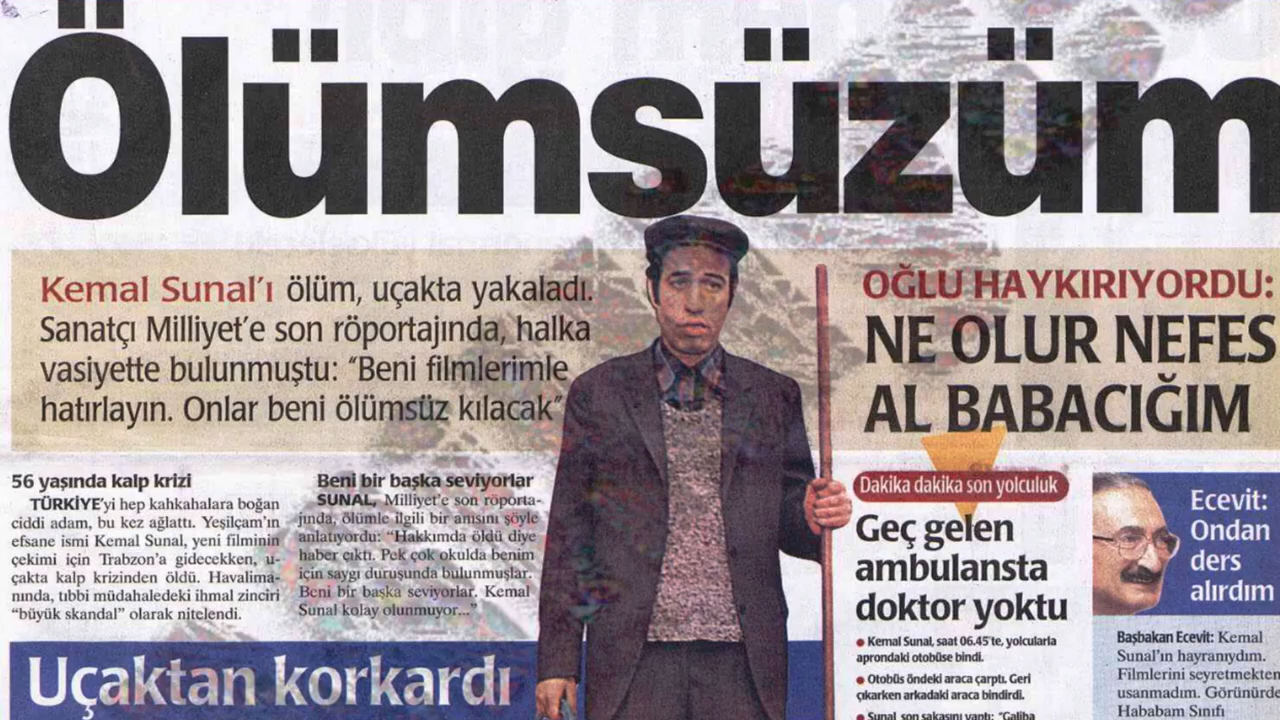 Ölümsüzüm
Kemal Sunal'ı ölüm, uçakta yakaladı.
Sanatçı Milliyet'e son röportajında, halka
vasiyette bulunmuştu: "Beni filmlerimle
hatırlayın. Onlar beni ölümsüz kılacak"
OĞLU HAYKIRIYORDU:
NE OLUR NEFES
AL BABACIĞIM
56 yaşında kalp krizi
TÜRKİYE'yi hep kahkahalara boğan
ciddi adam, bu kez ağlattı. Yeşilçam'ın
efsane ismi Kemal Sunal, yeni filminin
çekimi için Trabzon'a gidecekken, u-
çakta kalp krizinden öldü. Havalima-
nında, tıbbi müdahaledeki ihmal zinciri
"büyük skandal" olarak nitelendi.
Beni bir başka seviyorlar
SUNAL, Milliyet'e son röporta-
jında, ölümle ilgili bir anısını şöyle
anlatıyordu: "Hakkımda öldü diye
haber çıktı. Pek çok okulda benim
için saygı duruşunda bulunmuşlar.
Beni bir başka seviyorlar. Kemal
Sunal kolay olunmuyor..."
Uçaktan korkardı
Dakika dakika son yolculuk
Geç gelen
ambulansta
doktor yoktu
• Kemal Sunal, saat 06.45'te, yolcularla
aprondaki otobüse bindi.
• Otobüs öndeki araca çarptı. Geri
çıkarken arkadaki araca bindirdi.
• Sunal, son şakasını yaptı: "Galiba
Ecevit:
Ondan
ders
alırdım
Başbakan Ecevit: Kemal
Sunal'ın hayranıydım.
Filmlerini seyretmekten
usanmadım. Görünürde
Hababam Sınıfı